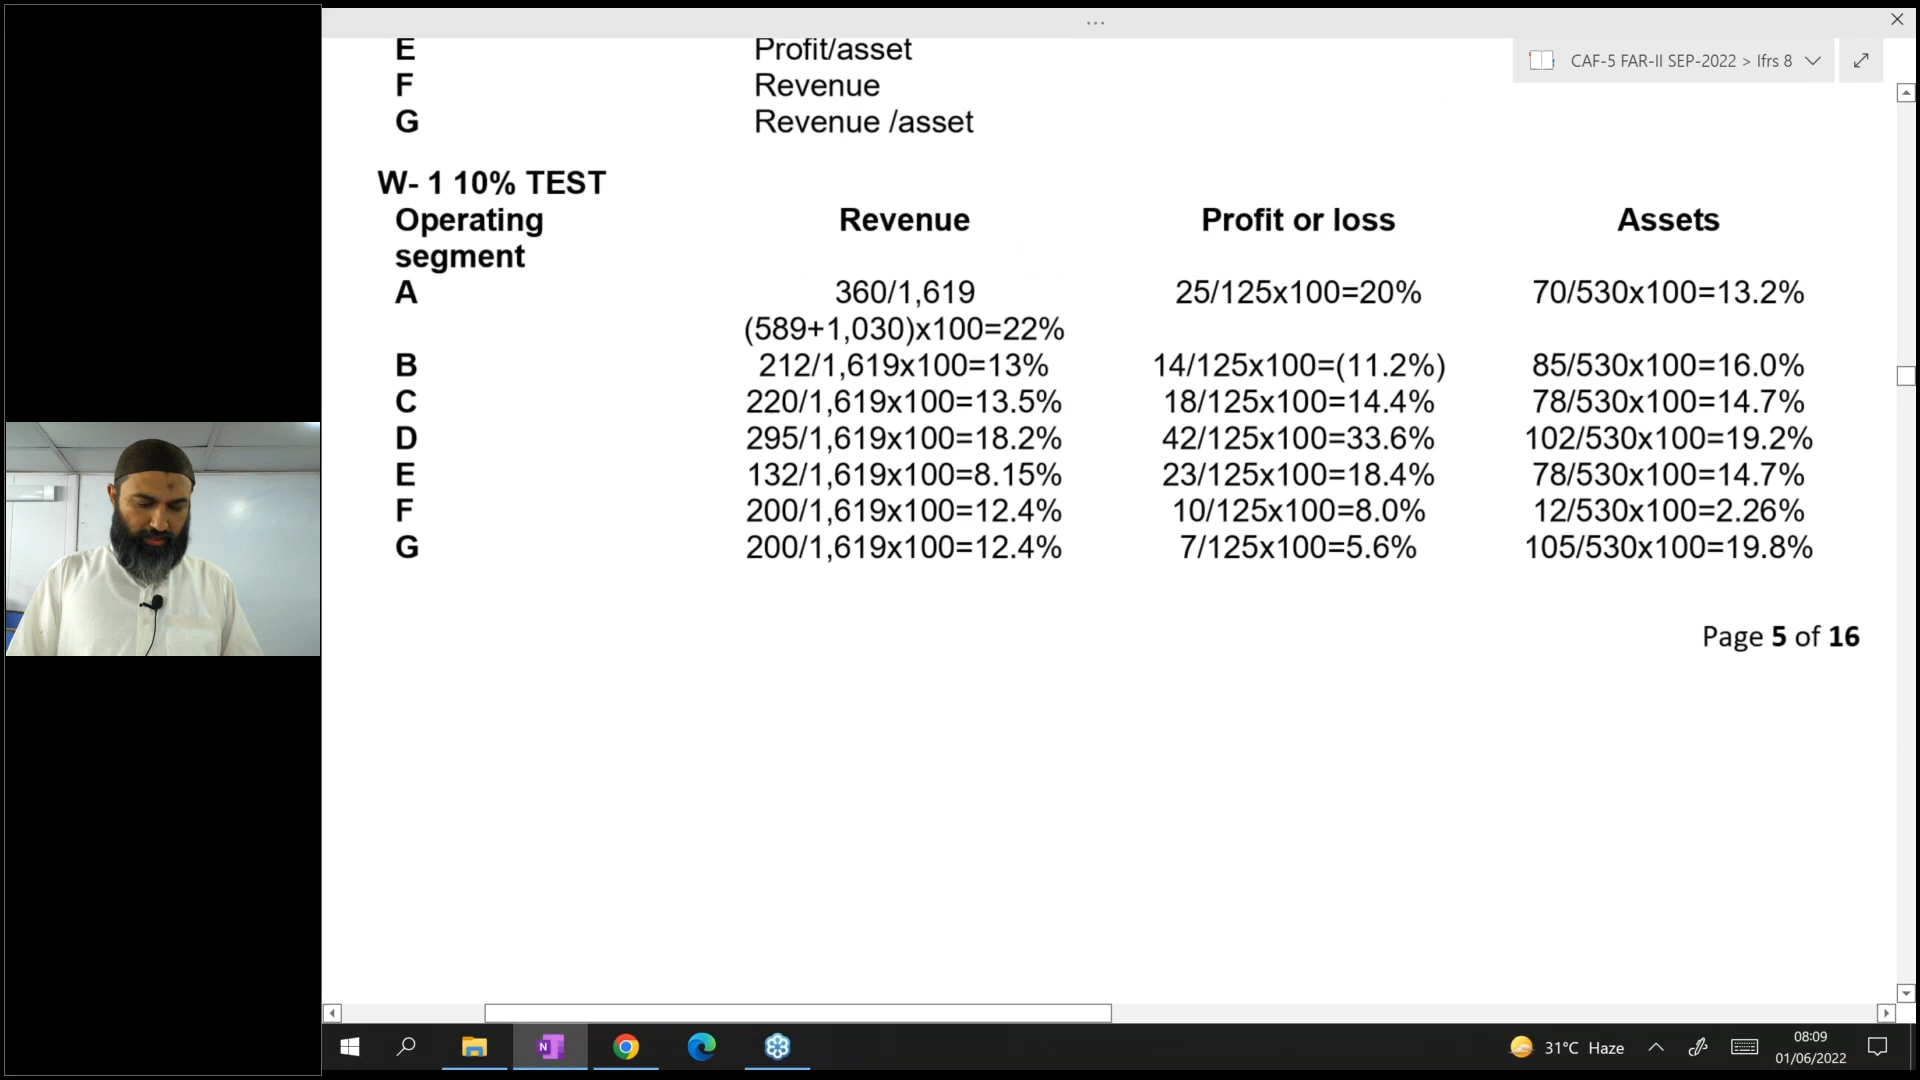 E Profit/asset
F Revenue
G Revenue /asset
CAF-5 FAR-II SEP-2022 > Ifrs 8
W- 1 10% TEST
Operating segment Revenue Profit or loss Assets
A 360/1,619 25/125x100=20% 70/530x100=13.2%
(589+1,030)x100=22%
B 212/1,619x100=13% 14/125x100=(11.2%) 85/530x100=16.0%
C 220/1,619x100=13.5% 18/125x100=14.4% 78/530x100=14.7%
D 295/1,619x100=18.2% 42/125x100=33.6% 102/530x100=19.2%
E 132/1,619x100=8.15% 23/125x100=18.4% 78/530x100=14.7%
F 200/1,619x100=12.4% 10/125x100=8.0% 12/530x100=2.26%
G 200/1,619x100=12.4% 7/125x100=5.6% 105/530x100=19.8%
Page 5 of 16
31°C Haze
08:09
01/06/2022